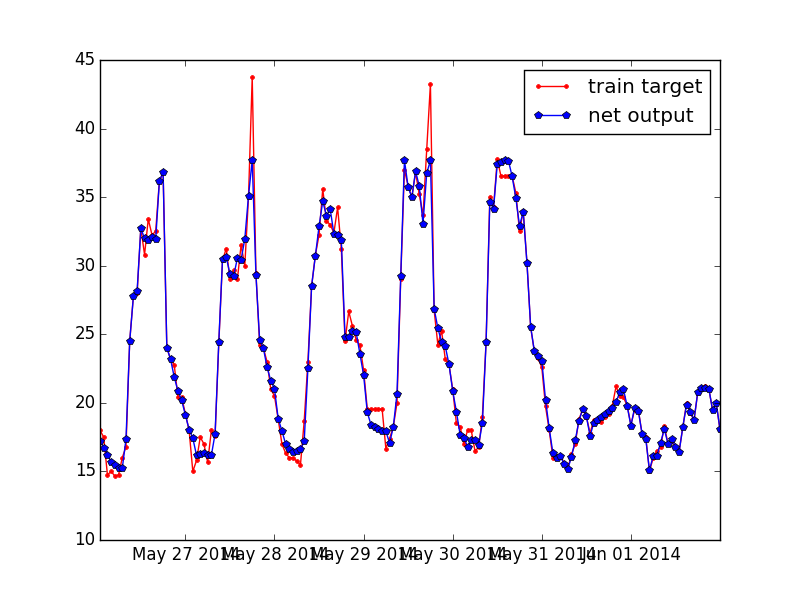 45
40
35
30
25
20
15
10
train target
net output
May 27 2014
May 28 2014
May 29 2014
May 30 2014
May 31 2014
Jun 01 2014